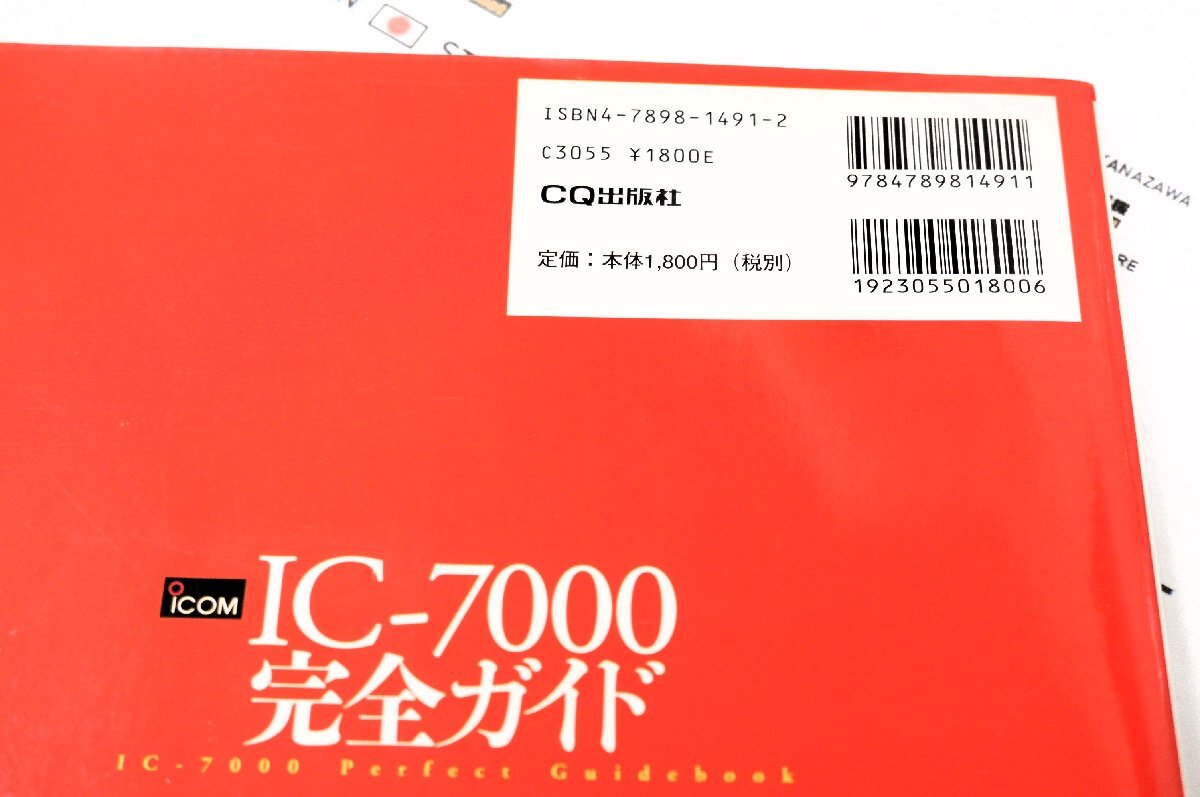 ISBN4-7898-1491-2
C3055 ¥1800E
CQ出版社
定価：本体1,800円（税別）
9784789814911
1923055018006
KANAZAWA
ICOM
IC-7000
完全ガイド
IC-7000 Perfect Guidebook